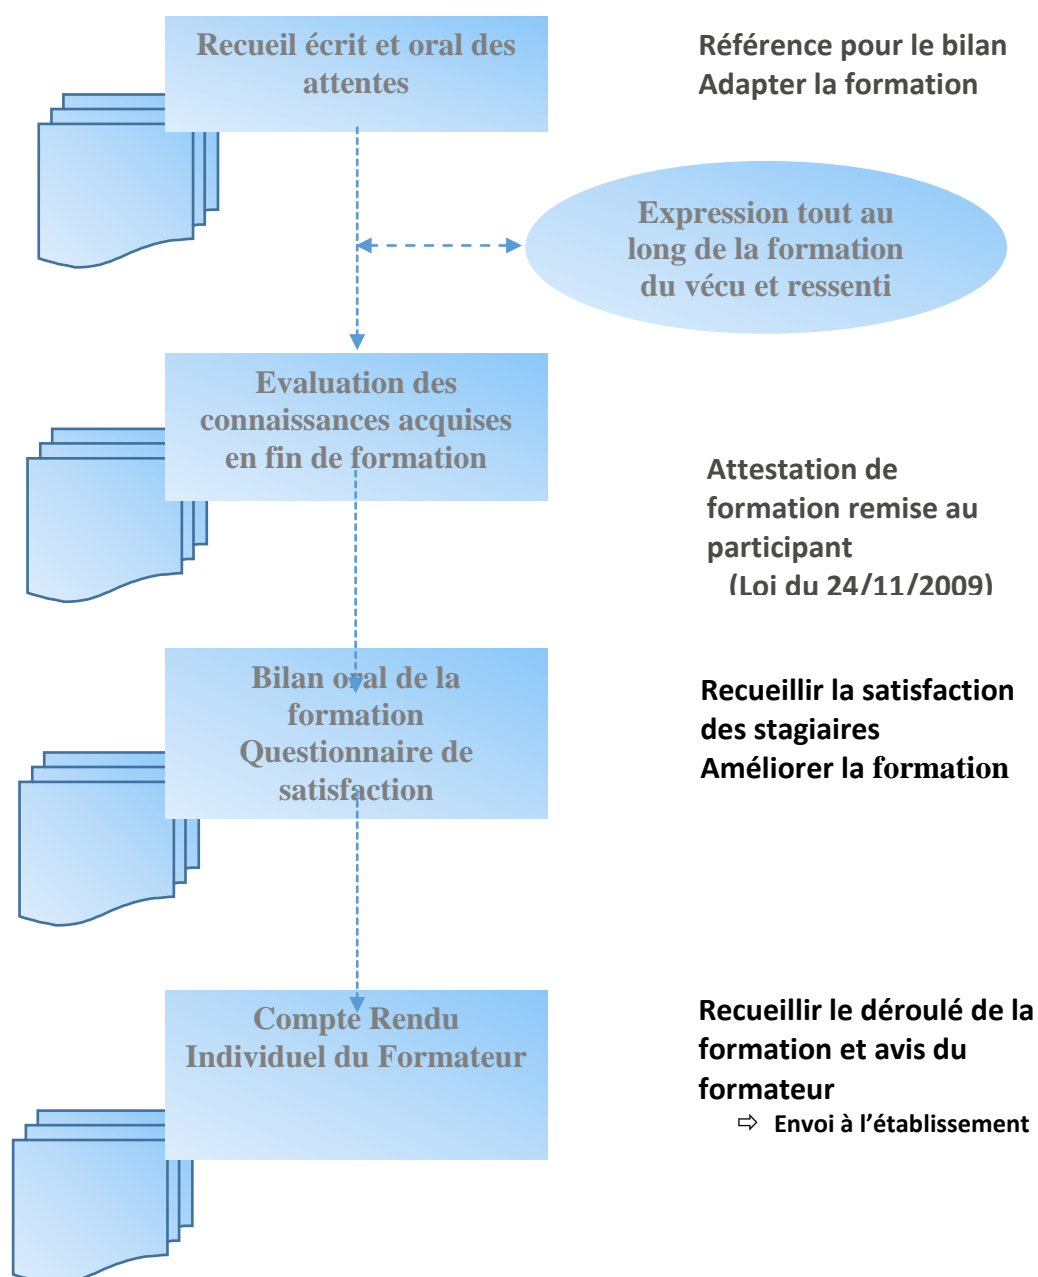 Recueil écrit et oral des
attentes
Référence pour le bilan
Adapter la formation
Expression tout au
long de la formation
du vécu et ressenti
Evaluation des
connaissances acquises
en fin de formation
Attestation de
formation remise au
participant
(Loi du 24/11/2009)
Bilan oral de la
formation
Questionnaire de
satisfaction
Recueillir la satisfaction
des stagiaires
Améliorer la formation
Compte Rendu
Individuel du Formateur
Recueillir le déroulé de la
formation et avis du
formateur
⇨ Envoi à l’établissement